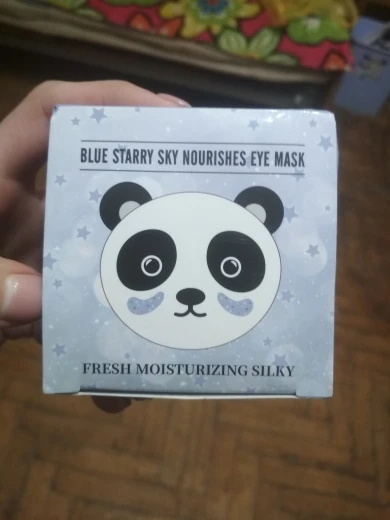 BLUE STARRY SKY NOURISHES EYE MASK
FRESH MOISTURIZING SILKY